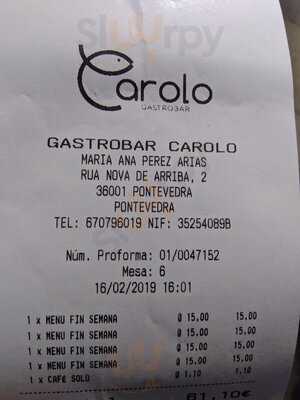 Slurpy
Carolo
GASTROBAR
GASTROBAR CAROLO
MARIA ANA PEREZ ARIAS
RUA NOVA DE ARRIBA, 2
36001 PONTEVEDRA
PONTEVEDRA
TEL: 670796019 NIF: 35254089B
Núm. Proforma: 01/0047152
Mesa: 6
16/02/2019 16:01
1 x MENU FIN SEMANA @ 15,00 15,00
1 x MENU FIN SEMANA @ 15,00 15,00
1 x MENU FIN SEMANA @ 15,00 15,00
1 x MENU FIN SEMANA @ 15,00 15,00
1 x CAFE SOLO @ 1,10 1,10
61,10€